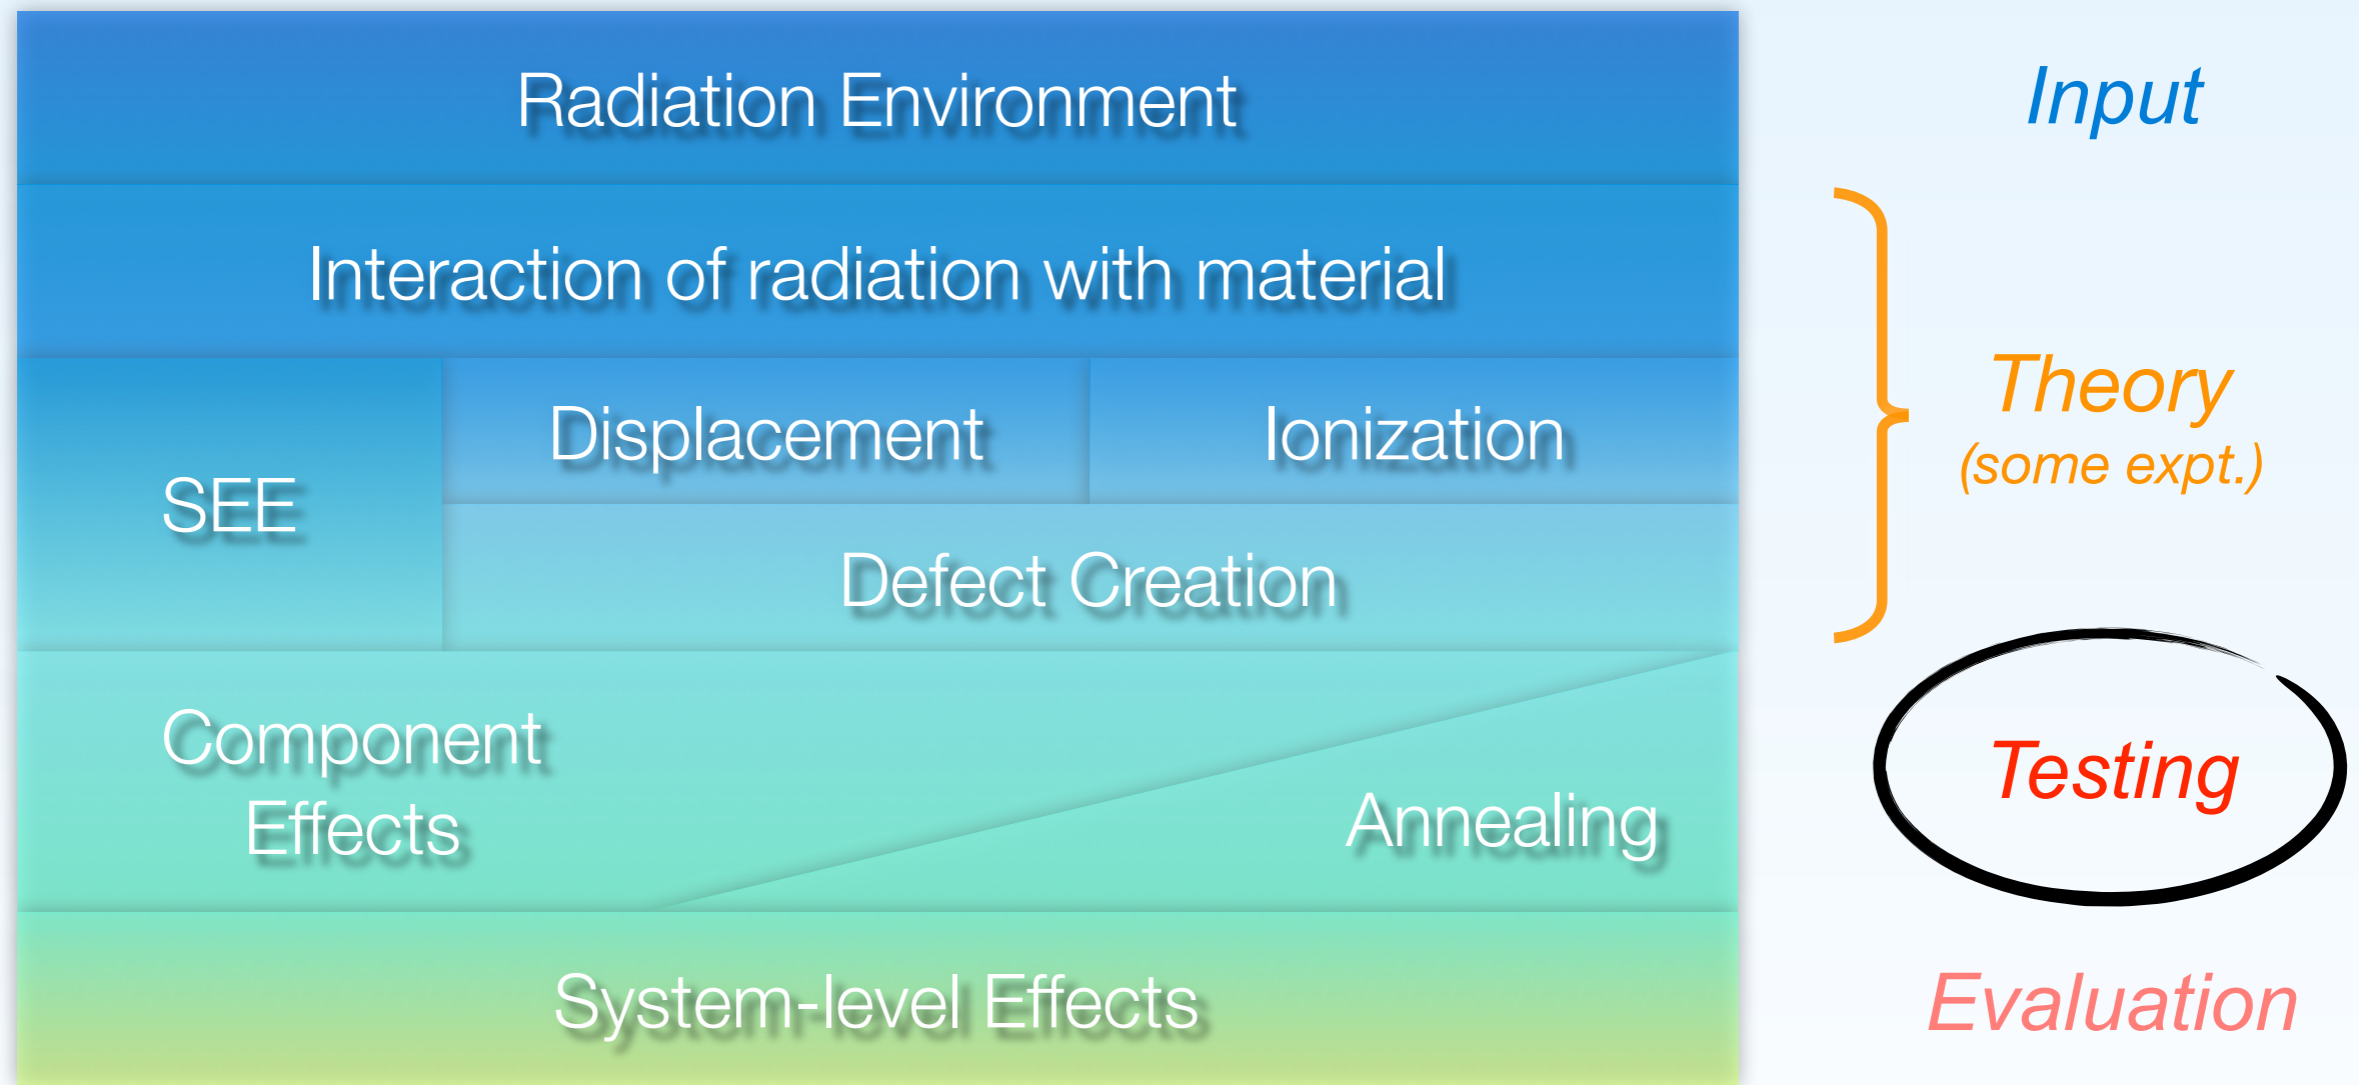 Radiation Environment
Input
Interaction of radiation with material
SEE
Displacement
Ionization
Defect Creation
Theory
(some expt.)
Component
Effects
Annealing
Testing
System-level Effects
Evaluation